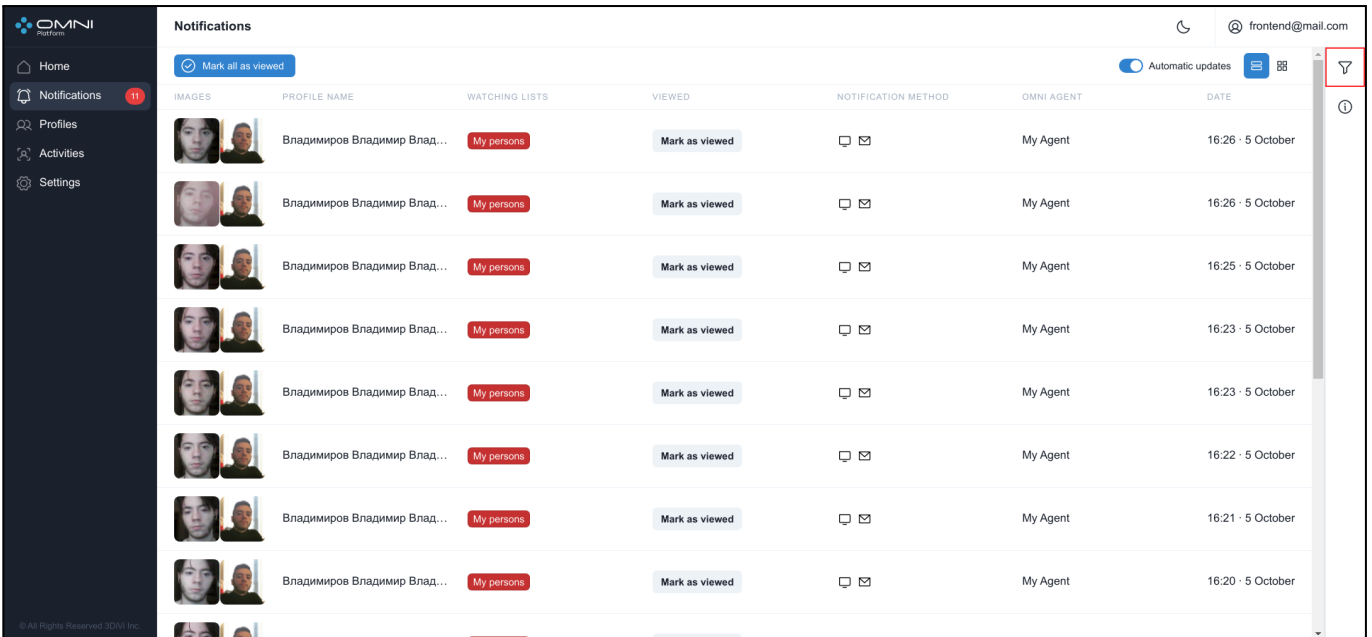 OMNI
Platform
Notifications
frontend@mail.com
Home
Notifications 11
Profiles
Activities
Settings
Mark all as viewed
Automatic updates
IMAGES PROFILE NAME WATCHING LISTS VIEWED NOTIFICATION METHOD OMNI AGENT DATE
Владимиров Владимир Влад... My persons Mark as viewed My Agent 16:26 · 5 October
Владимиров Владимир Влад... My persons Mark as viewed My Agent 16:26 · 5 October
Владимиров Владимир Влад... My persons Mark as viewed My Agent 16:25 · 5 October
Владимиров Владимир Влад... My persons Mark as viewed My Agent 16:23 · 5 October
Владимиров Владимир Влад... My persons Mark as viewed My Agent 16:23 · 5 October
Владимиров Владимир Влад... My persons Mark as viewed My Agent 16:22 · 5 October
Владимиров Владимир Влад... My persons Mark as viewed My Agent 16:21 · 5 October
Владимиров Владимир Влад... My persons Mark as viewed My Agent 16:20 · 5 October
© All Rights Reserved 3DiVi Inc.